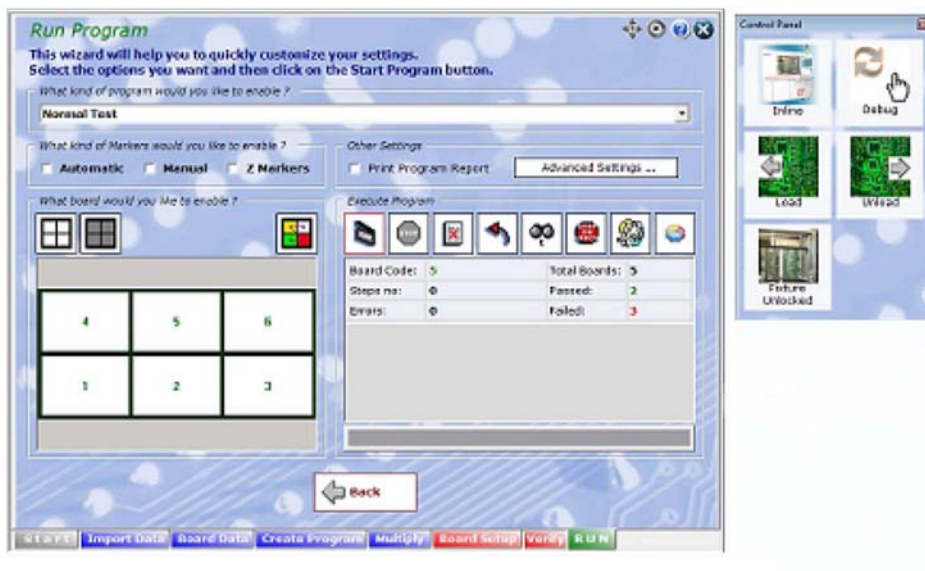 Run Program
This wizard will help you to quickly customize your settings.
Select the options you want and then click on the Start Program button.
What kind of program would you like to enable ?
Normal Test
What kind of Markers would you like to enable ?
Automatic Manual Z Markers
Other Settings
Print Program Report
Advanced Settings ...
What board would you like to enable ?
4 5 6
1 2 3
Execute Program
Board Code: 5 Total Boards: 5
Steps no: 0 Passed: 2
Errors: 0 Failed: 3
Back
Start Import Data Board Data Create Program Multiply Board Setup Verify RUN
Control Panel
Inline Debug
Load Unload
Fixture
Unlocked